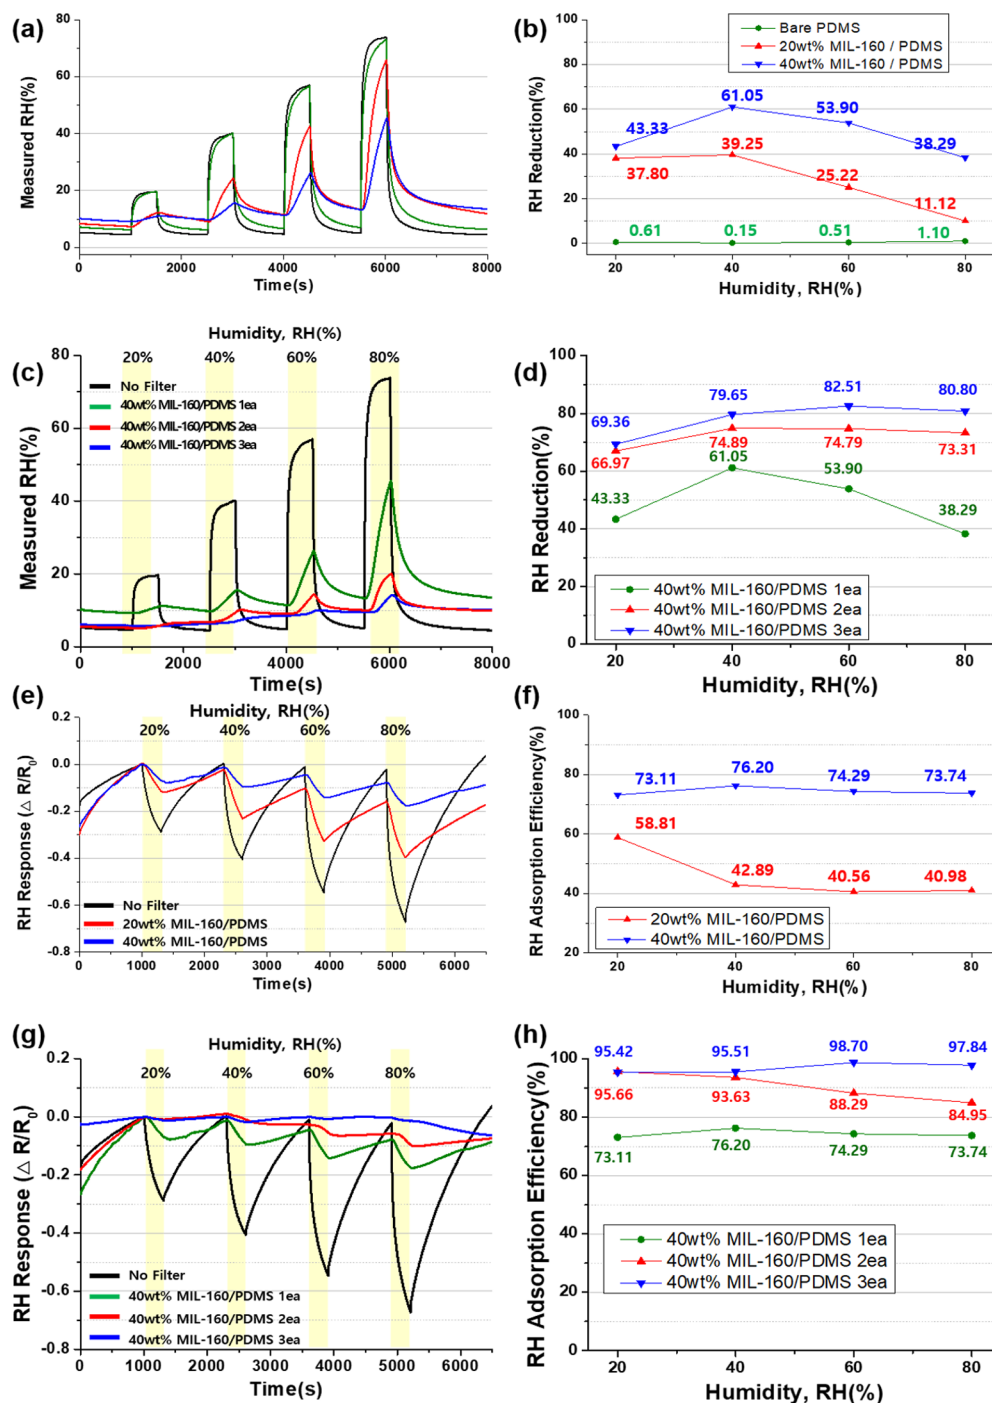 (a)
Measured RH(%)
80
60
40
20
0
0 2000 4000 6000 8000
Time(s)
(b)
RH Reduction(%)
100
80
60
40
20
0
Bare PDMS
20wt% MIL-160 / PDMS
40wt% MIL-160 / PDMS
43.33 61.05 53.90 38.29
37.80 39.25 25.22 11.12
0.61 0.15 0.51 1.10
20 40 60 80
Humidity, RH(%)
(c)
Humidity, RH(%)
20% 40% 60% 80%
Measured RH(%)
80
60
40
20
0
No Filter
40wt% MIL-160/PDMS 1ea
40wt% MIL-160/PDMS 2ea
40wt% MIL-160/PDMS 3ea
0 2000 4000 6000 8000
Time(s)
(d)
RH Reduction(%)
100
80
60
40
20
0
69.36 79.65 82.51 80.80
66.97 74.89 74.79 73.31
43.33 61.05 53.90 38.29
40wt% MIL-160/PDMS 1ea
40wt% MIL-160/PDMS 2ea
40wt% MIL-160/PDMS 3ea
20 40 60 80
Humidity, RH(%)
(e)
Humidity, RH(%)
20% 40% 60% 80%
RH Response (△ R/R0)
0.2
0.0
-0.2
-0.4
-0.6
-0.8
No Filter
20wt% MIL-160/PDMS
40wt% MIL-160/PDMS
0 1000 2000 3000 4000 5000 6000
Time(s)
(f)
RH Adsorption Efficiency(%)
100
80
60
40
20
73.11 76.20 74.29 73.74
58.81 42.89 40.56 40.98
20wt% MIL-160/PDMS
40wt% MIL-160/PDMS
20 40 60 80
Humidity, RH(%)
(g)
Humidity, RH(%)
20% 40% 60% 80%
RH Response (△ R/R0)
0.2
0.0
-0.2
-0.4
-0.6
-0.8
No Filter
40wt% MIL-160/PDMS 1ea
40wt% MIL-160/PDMS 2ea
40wt% MIL-160/PDMS 3ea
0 1000 2000 3000 4000 5000 6000
Time(s)
(h)
RH Adsorption Efficiency(%)
100
80
60
40
20
0
95.42 95.51 98.70 97.84
95.66 93.63 88.29 84.95
73.11 76.20 74.29 73.74
40wt% MIL-160/PDMS 1ea
40wt% MIL-160/PDMS 2ea
40wt% MIL-160/PDMS 3ea
20 40 60 80
Humidity, RH(%)